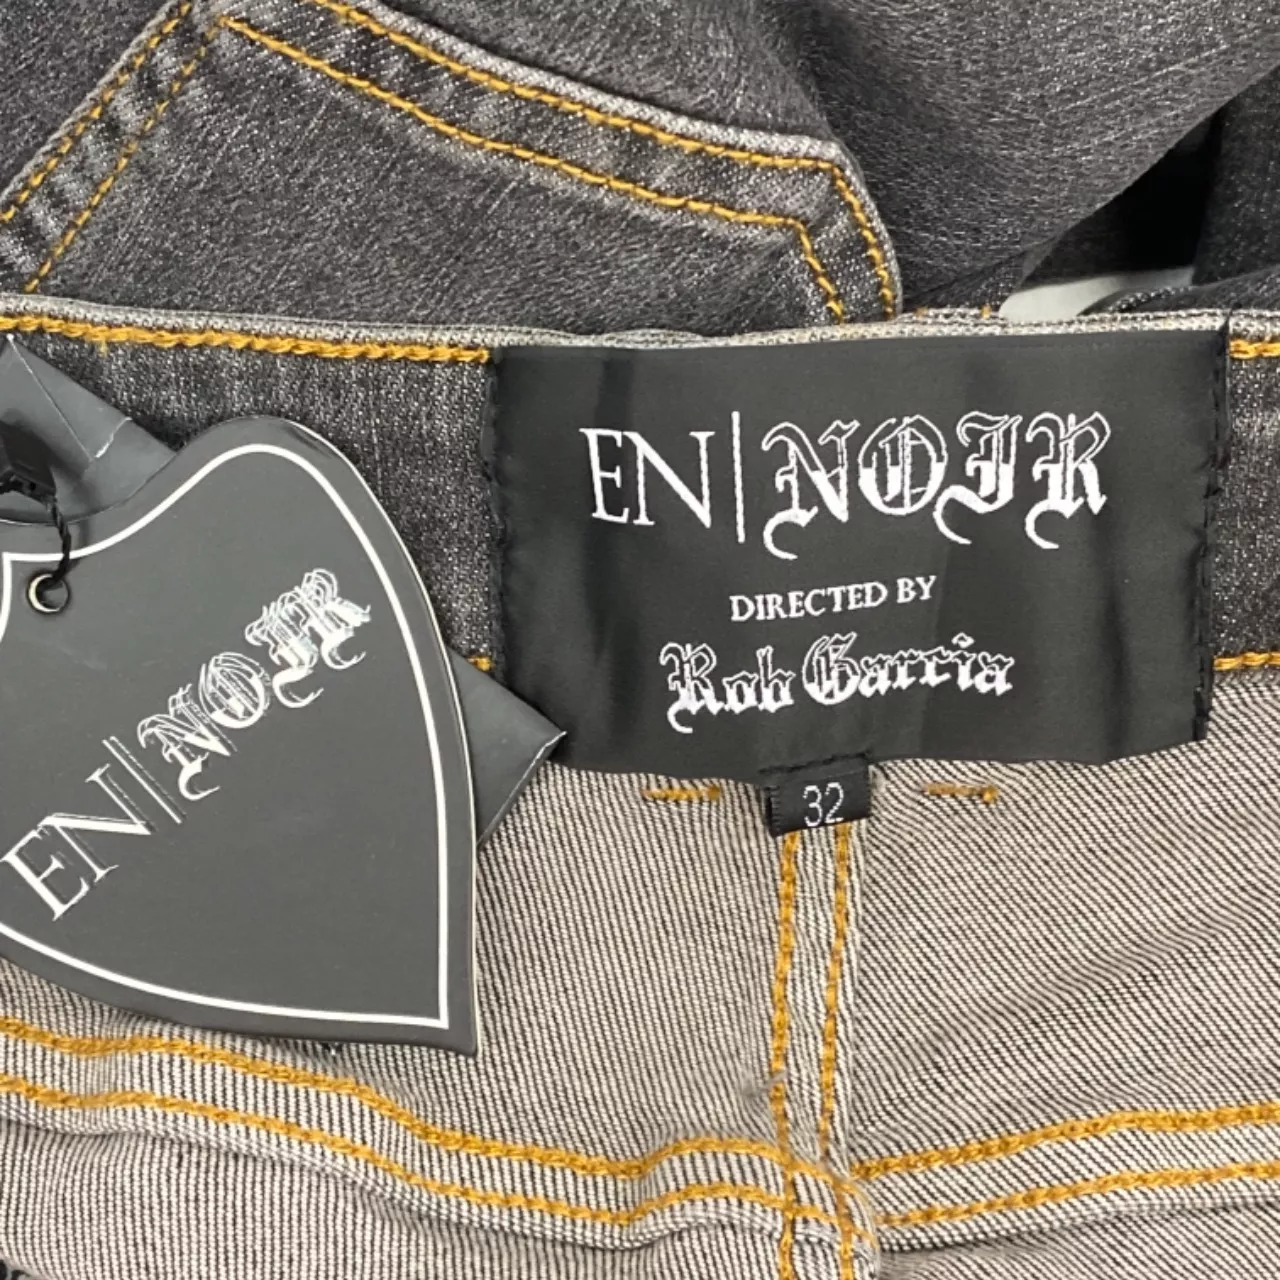 EN|NOIR
DIRECTED BY
Rob Garcia
32
EN|NOIR